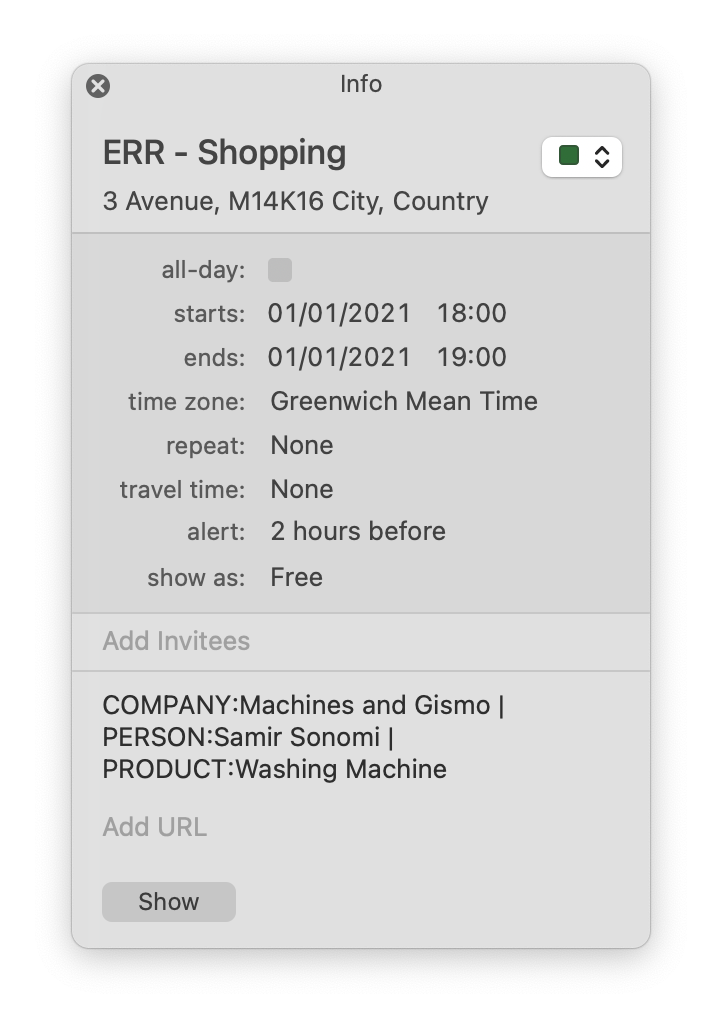 Info
ERR - Shopping
3 Avenue, M14K16 City, Country
all-day:
starts: 01/01/2021 18:00
ends: 01/01/2021 19:00
time zone: Greenwich Mean Time
repeat: None
travel time: None
alert: 2 hours before
show as: Free
Add Invitees
COMPANY:Machines and Gismo |
PERSON:Samir Sonomi |
PRODUCT:Washing Machine
Add URL
Show